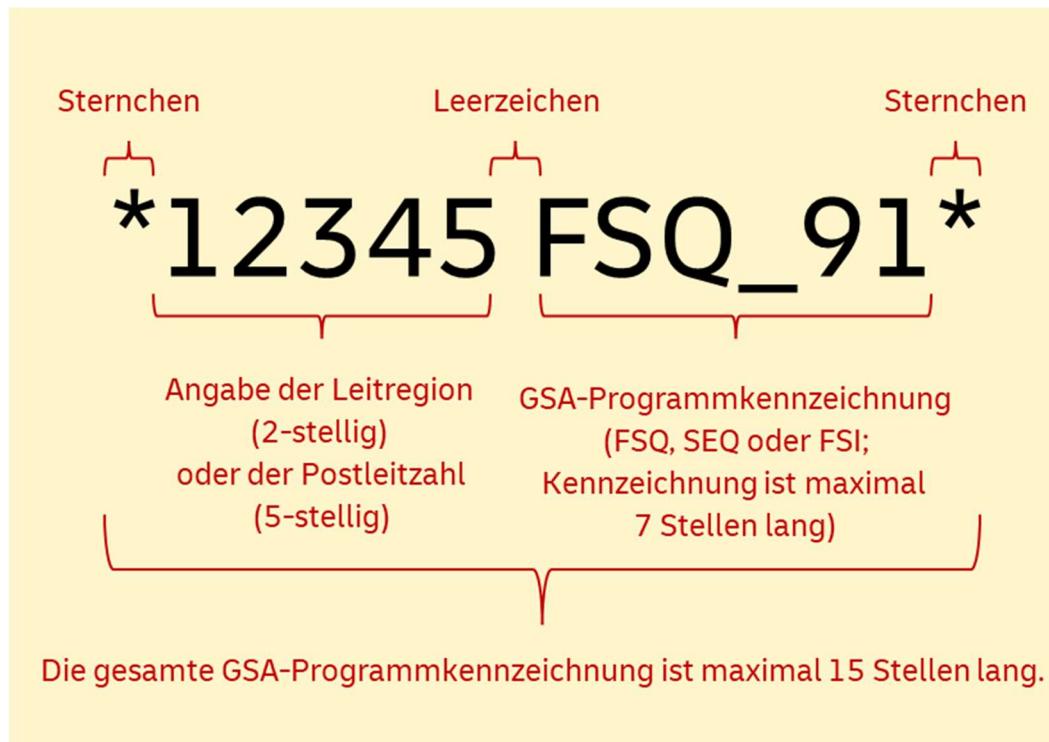 Sternchen Leerzeichen Sternchen
*12345 FSQ_91*
Angabe der Leitregion
(2-stellig)
oder der Postleitzahl
(5-stellig)
GSA-Programmkennzeichnung
(FSQ, SEQ oder FSI;
Kennzeichnung ist maximal
7 Stellen lang)
Die gesamte GSA-Programmkennzeichnung ist maximal 15 Stellen lang.